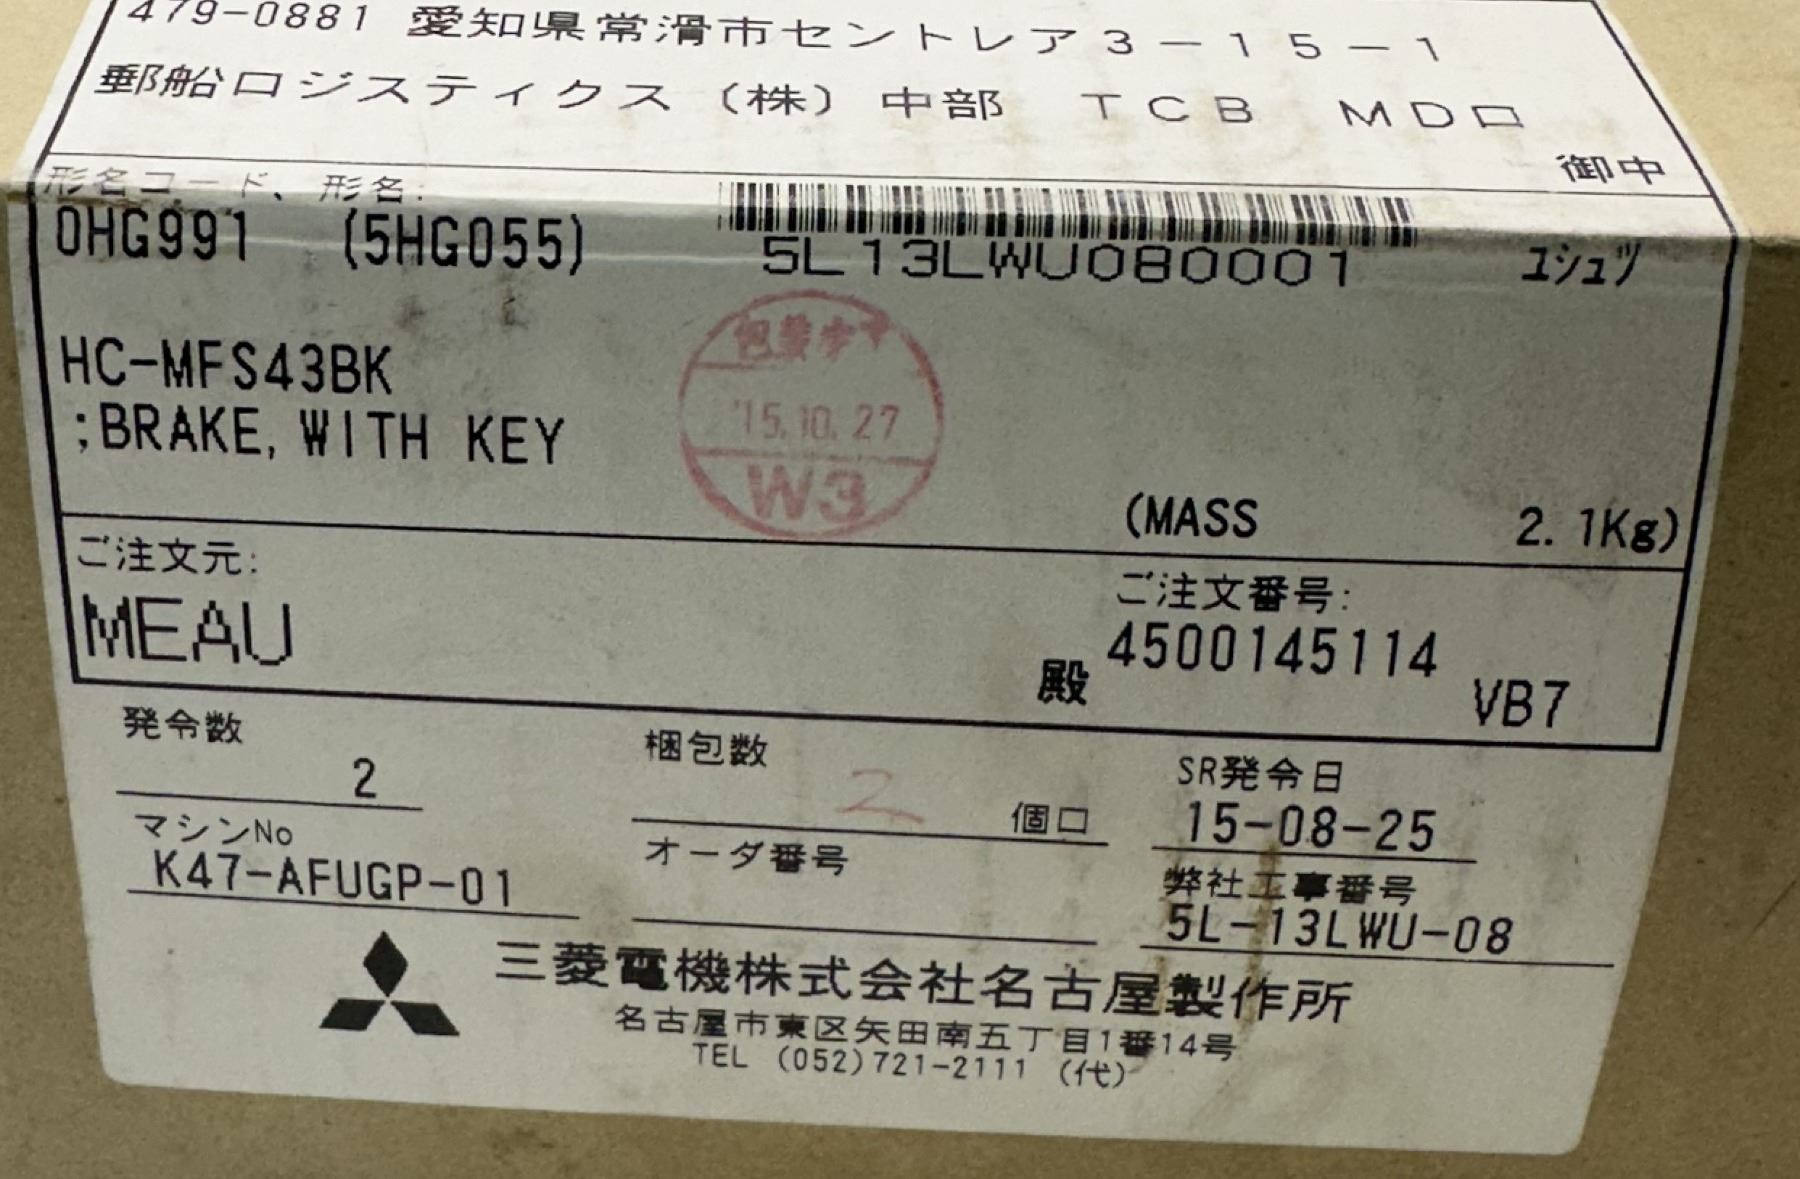 479-0881 愛知県常滑市セントレア3-15-1
郵船ロジスティクス(株)中部 TCB MDロ
御中
形名コード、形名:
0HG991 (5HG055)
5L13LWU080001
ユシュツ
HC-MFS43BK
;BRAKE, WITH KEY
'15.10.27
W3
(MASS 2.1Kg)
ご注文元:
MEAU
殿
ご注文番号:
4500145114
VB7
発令数
2
梱包数
2
個口
SR発令日
15-08-25
マシンNo
K47-AFUGP-01
オーダ番号
弊社工事番号
5L-13LWU-08
三菱電機株式会社名古屋製作所
名古屋市東区矢田南五丁目1番14号
TEL (052)721-2111 (代)